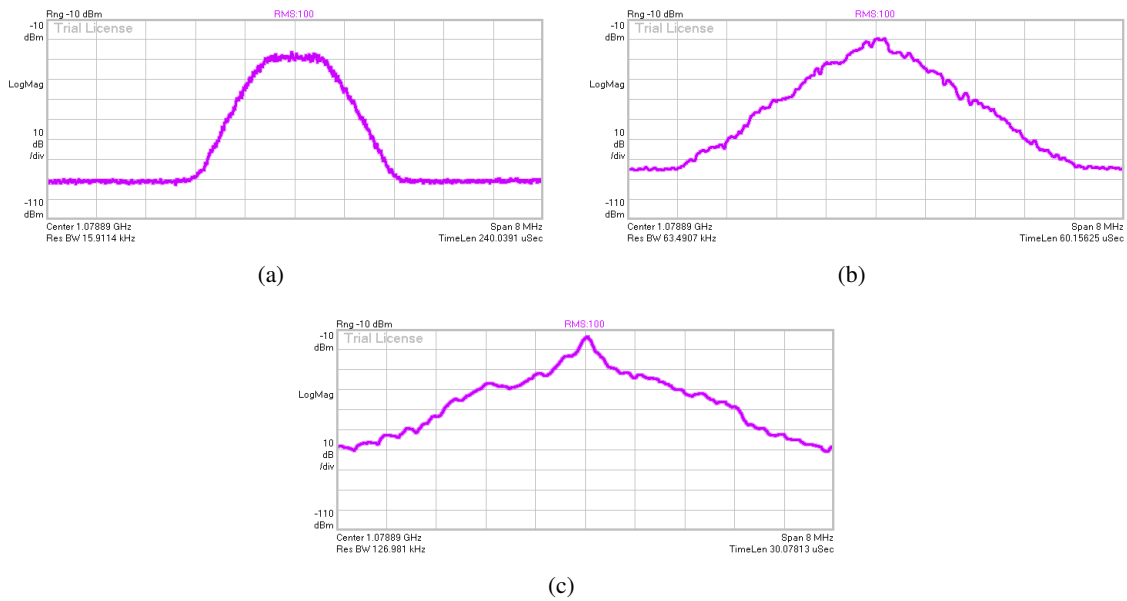 Rng -10 dBm
RMS:100
-10
dBm
Trial License
LogMag
10
dB
/div
-110
dBm
Center 1.07889 GHz
Span 8 MHz
Res BW 15.9114 kHz
TimeLen 240.0391 uSec
(a)
Rng -10 dBm
RMS:100
-10
dBm
Trial License
LogMag
10
dB
/div
-110
dBm
Center 1.07889 GHz
Span 8 MHz
Res BW 63.4907 kHz
TimeLen 60.15625 uSec
(b)
Rng -10 dBm
RMS:100
-10
dBm
Trial License
LogMag
10
dB
/div
-110
dBm
Center 1.07889 GHz
Span 8 MHz
Res BW 126.981 kHz
TimeLen 30.07813 uSec
(c)